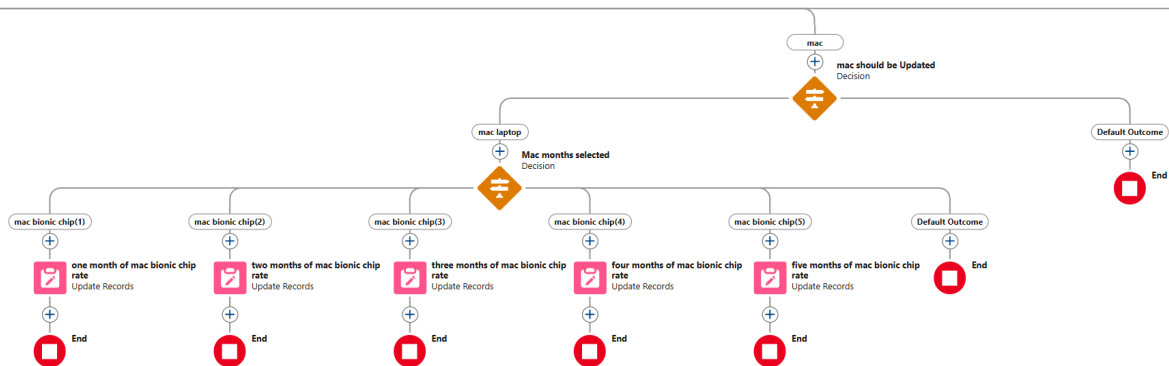 mac
mac should be Updated
Decision
mac laptop
Default Outcome
Mac months selected
Decision
End
mac bionic chip(1)
mac bionic chip(2)
mac bionic chip(3)
mac bionic chip(4)
mac bionic chip(5)
Default Outcome
one month of mac bionic chip
rate
Update Records
two months of mac bionic chip
rate
Update Records
three months of mac bionic chip
rate
Update Records
four months of mac bionic chip
rate
Update Records
five months of mac bionic chip
rate
Update Records
End
End
End
End
End
End